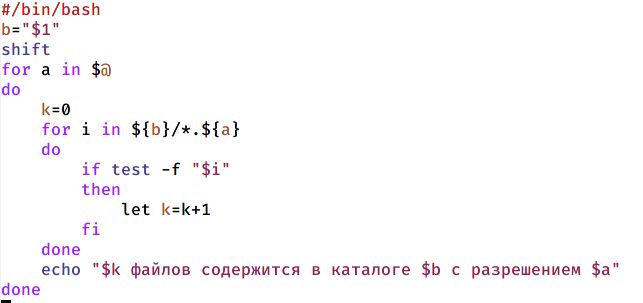 #/bin/bash
b="$1"
shift
for a in $@
do
    k=0
    for i in ${b}/*.${a}
    do
        if test -f "$i"
        then
            let k=k+1
        fi
    done
    echo "$k файлов содержится в каталоге $b с разрешением $a"
done